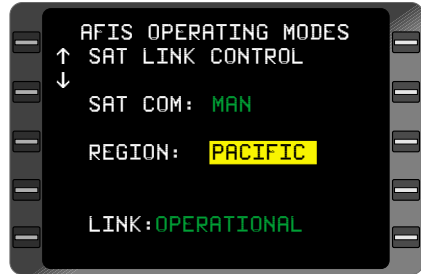 AFIS OPERATING MODES
↑ SAT LINK CONTROL
↓
SAT COM: MAN
REGION: PACIFIC
LINK:OPERATIONAL